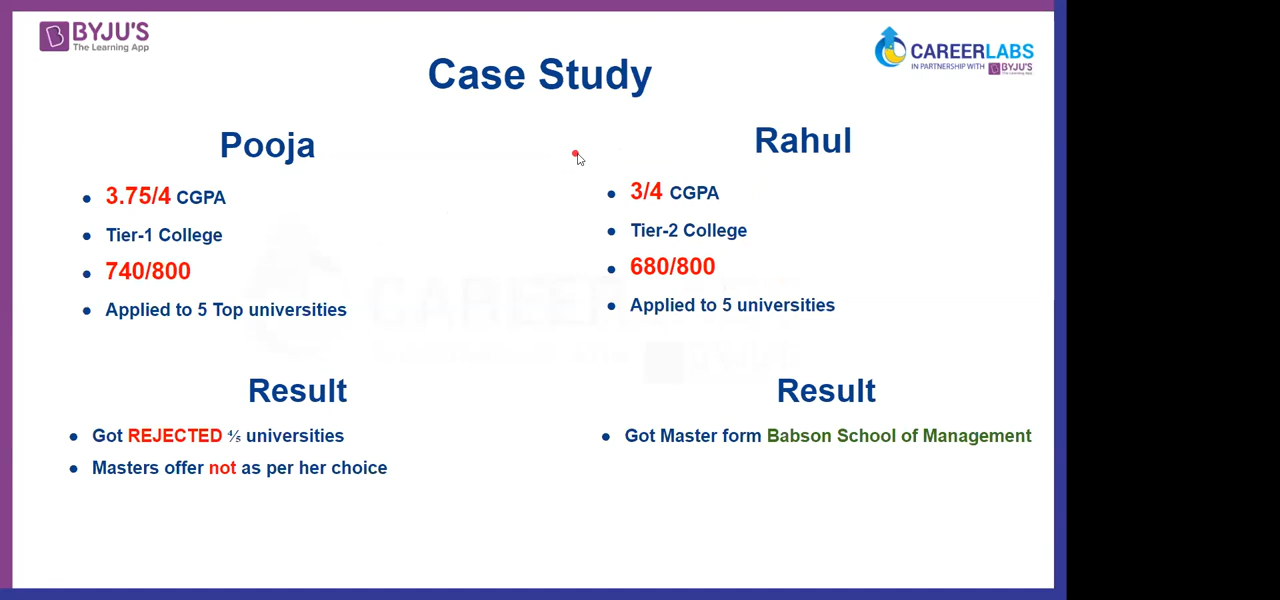 BYJU'S
The Learning App
CAREERLABS
IN PARTNERSHIP WITH BYJU'S
Case Study
Pooja
• 3.75/4 CGPA
• Tier-1 College
• 740/800
• Applied to 5 Top universities
Result
• Got REJECTED ⅘ universities
• Masters offer not as per her choice
Rahul
• 3/4 CGPA
• Tier-2 College
• 680/800
• Applied to 5 universities
Result
• Got Master form Babson School of Management